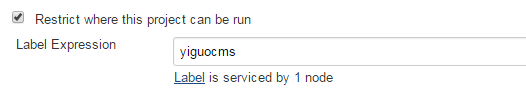 Restrict where this project can be run
Label Expression
yiguocms
Label is serviced by 1 node